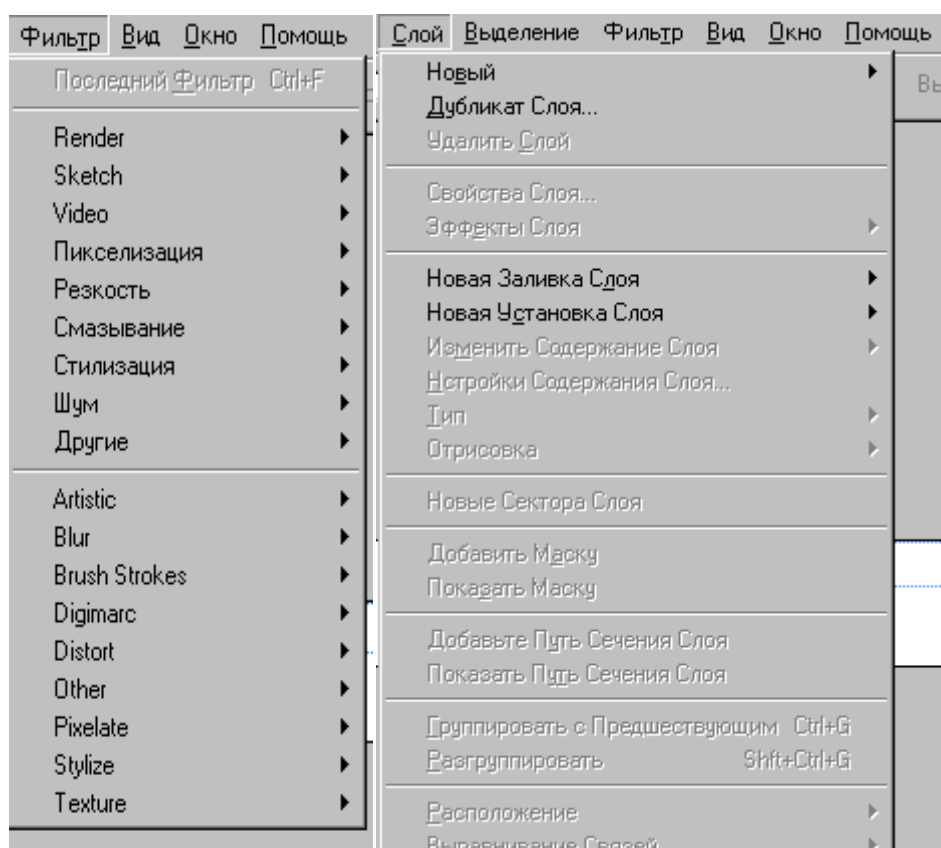 Фильтр Вид Окно Помощь
Последний Фильтр Ctrl+F
Render
Sketch
Video
Пикселизация
Резкость
Смазывание
Стилизация
Шум
Другие
Artistic
Blur
Brush Strokes
Digimarc
Distort
Other
Pixelate
Stylize
Texture
Слой Выделение Фильтр Вид Окно Помощь
Новый
Дубликат Слоя...
Удалить Слой
Свойства Слоя...
Эффекты Слоя
Новая Заливка Слоя
Новая Установка Слоя
Изменить Содержание Слоя
Нстройки Содержания Слоя...
Тип
Отрисовка
Новые Сектора Слоя
Добавить Маску
Показать Маску
Добавьте Путь Сечения Слоя
Показать Путь Сечения Слоя
Группировать с Предшествующим Ctrl+G
Разгруппировать Shft+Ctrl+G
Расположение
Выравнивание Связей